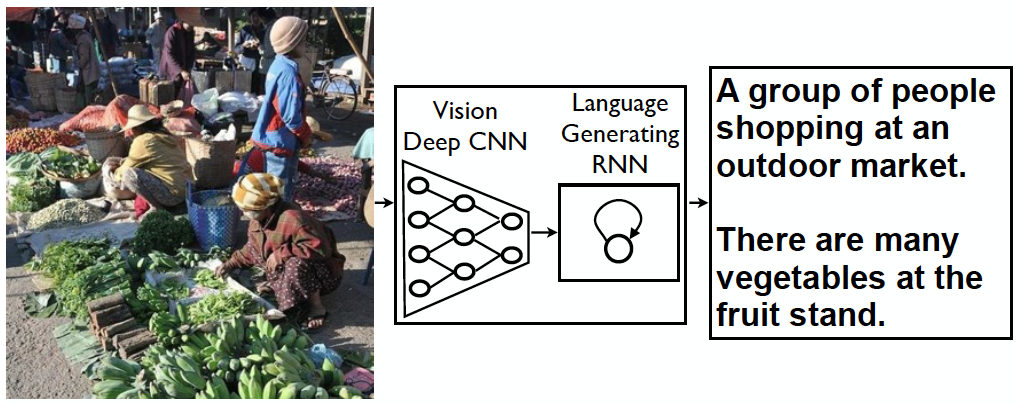 Vision
Deep CNN
Language
Generating
RNN
A group of people
shopping at an
outdoor market.
There are many
vegetables at the
fruit stand.